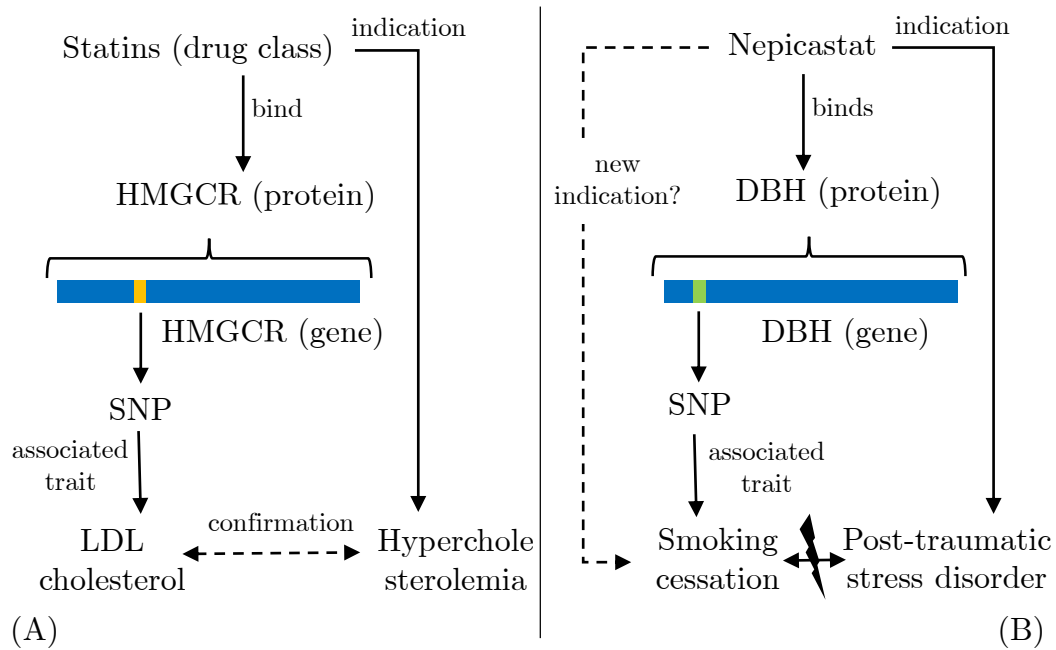 indication
Statins (drug class)
bind
HMGCR (protein)
HMGCR (gene)
SNP
associated
trait
LDL
cholesterol
confirmation
Hyperchole
sterolemia
(A)
indication
Nepicastat
binds
new
indication?
DBH (protein)
DBH (gene)
SNP
associated
trait
Smoking
cessation
Post-traumatic
stress disorder
(B)